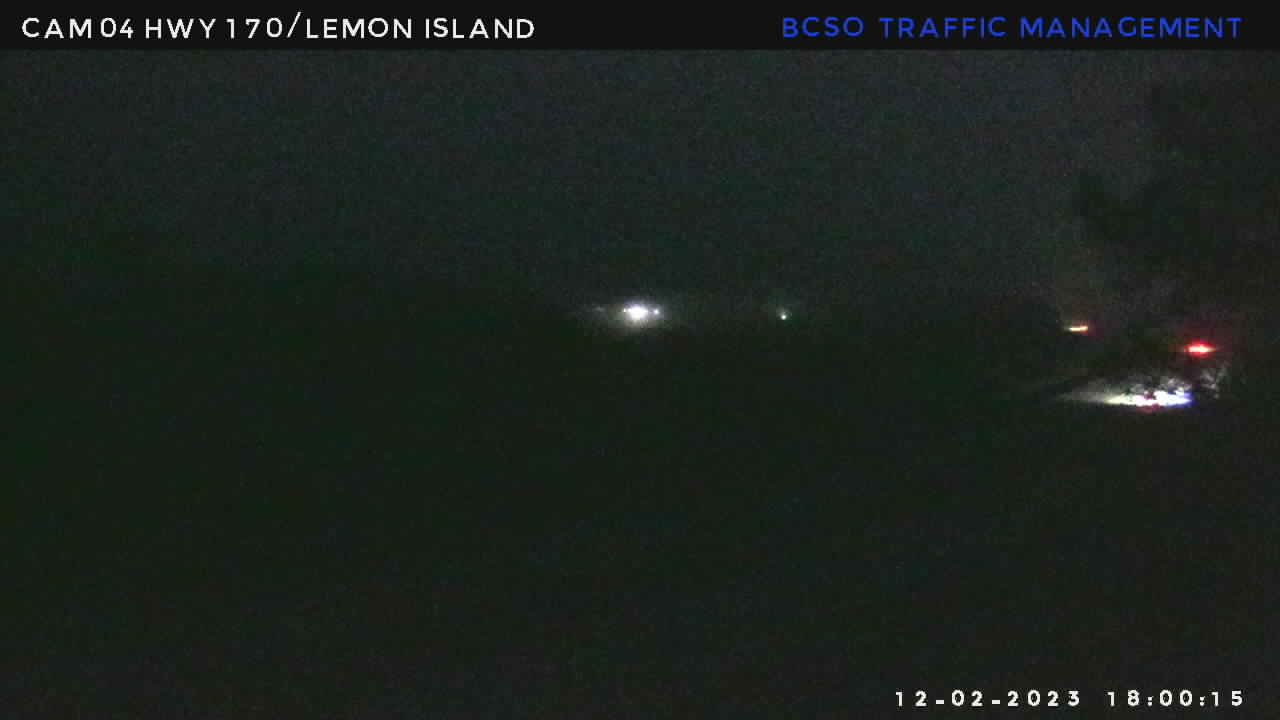 CAM04 HWY 170/LEMON ISLAND
BCSO TRAFFIC MANAGEMENT
12-02-2023 18:00:15